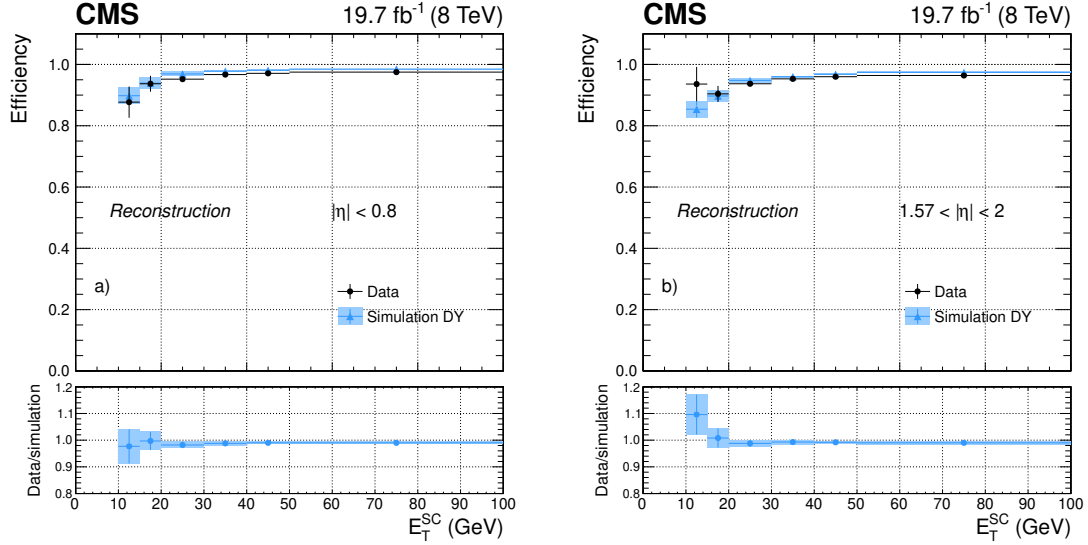 CMS 19.7 fb⁻¹ (8 TeV)
Efficiency
1.0
0.8
0.6
0.4
0.2
0.0
Reconstruction |η| < 0.8
a)
Data
Simulation DY
Data/simulation
1.2
1.1
1.0
0.9
0.8
0 10 20 30 40 50 60 70 80 90 100
E_T^SC (GeV)
CMS 19.7 fb⁻¹ (8 TeV)
Efficiency
1.0
0.8
0.6
0.4
0.2
0.0
Reconstruction 1.57 < |η| < 2
b)
Data
Simulation DY
Data/simulation
1.2
1.1
1.0
0.9
0.8
0 10 20 30 40 50 60 70 80 90 100
E_T^SC (GeV)